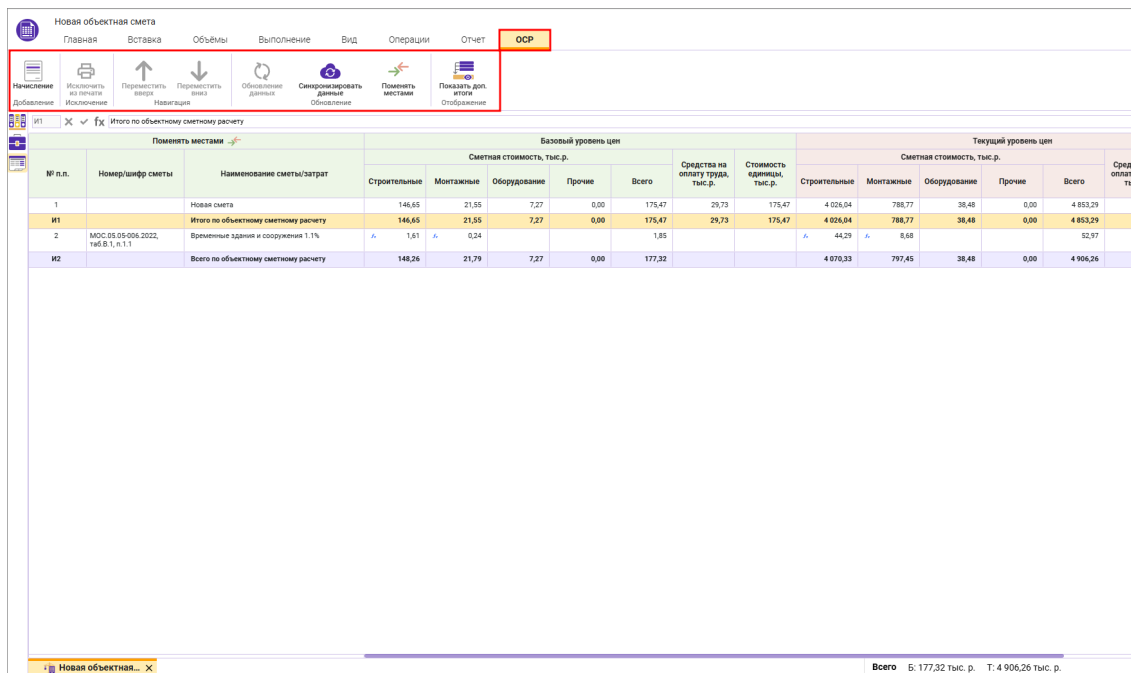 Новая объектная смета
Главная Вставка Объёмы Выполнение Вид Операции Отчет ОСР
Начисление Исключить из печати Переместить вверх Переместить вниз Обновление данных Синхронизировать данные Поменять местами Показать доп. итоги
Добавление Исключение Навигация Обновление Отображение
И1 fx Итого по объектному сметному расчету
Поменять местами Базовый уровень цен Текущий уровень цен
№ п.п. Номер/шифр сметы Наименование сметы/затрат Сметная стоимость, тыс.р. Средства на оплату труда, тыс.р. Стоимость единицы, тыс.р. Сметная стоимость, тыс.р. Сред оплат т
Строительные Монтажные Оборудование Прочие Всего Строительные Монтажные Оборудование Прочие Всего
1 Новая смета 146,65 21,55 7,27 0,00 175,47 29,73 175,47 4 026,04 788,77 38,48 0,00 4 853,29
И1 Итого по объектному сметному расчету 146,65 21,55 7,27 0,00 175,47 29,73 175,47 4 026,04 788,77 38,48 0,00 4 853,29
2 МОС.05.05-006.2022, Временные здания и сооружения 1.1% fx 1,61 fx 0,24 1,85 fx 44,29 fx 8,68 52,97
таб.В.1, п.1.1
И2 Всего по объектному сметному расчету 148,26 21,79 7,27 0,00 177,32 4 070,33 797,45 38,48 0,00 4 906,26
Новая объектная... Всего Б: 177,32 тыс. р. Т: 4 906,26 тыс. р.